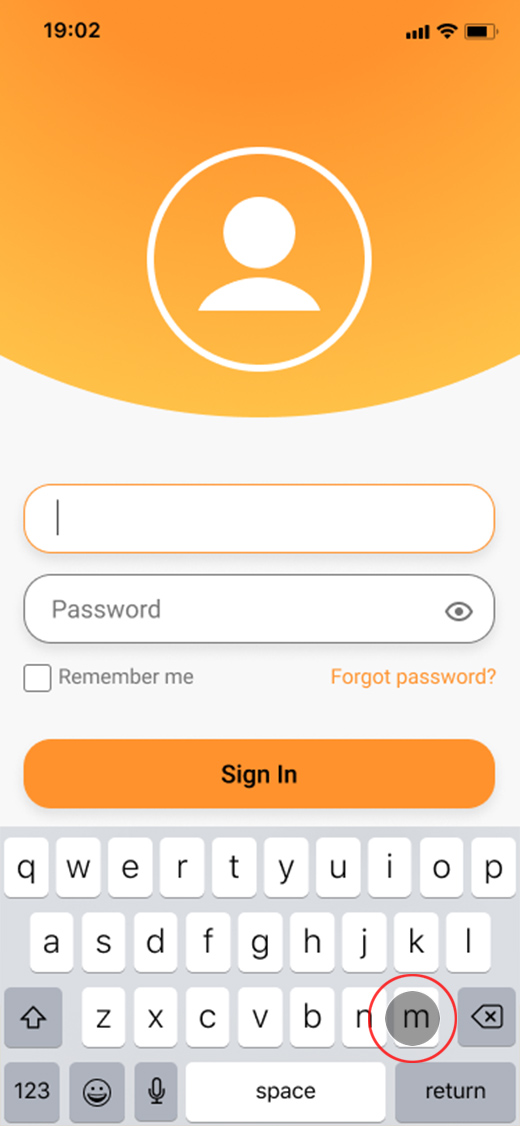 19:02
Password
Remember me Forgot password?
Sign In
q w e r t y u i o p
a s d f g h j k l
z x c v b n m
123 space return